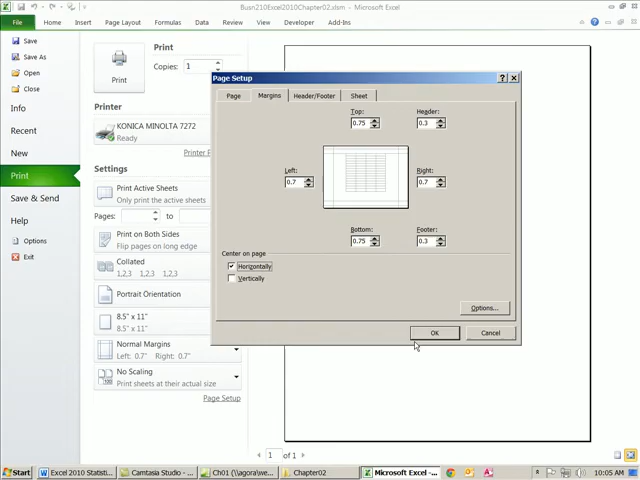 Busn210Excel2010Chapter02.xlsm - Microsoft Excel
File Home Insert Page Layout Formulas Data Review View Developer Add-Ins
Save
Save As
Open
Close
Info
Recent
New
Print
Save & Send
Help
Options
Exit
Print
Print
Copies: 1
Printer
KONICA MINOLTA 7272
Ready
Printer P
Settings
Print Active Sheets
Only print the active sheets
Pages: to
Print on Both Sides
Flip pages on long edge
Collated
1,2,3 1,2,3 1,2,3
Portrait Orientation
8.5" x 11"
8.5" x 11"
Normal Margins
Left: 0.7" Right: 0.7"
No Scaling
Print sheets at their actual size
Page Setup
Page Setup
Page Margins Header/Footer Sheet
Top: Header:
0.75 0.3
Left: Right:
0.7 0.7
Bottom: Footer:
0.75 0.3
Center on page
Horizontally
Vertically
Options...
OK Cancel
1 of 1
Start Excel 2010 Statisti... Camtasia Studio - ... Ch01 (\\agora\we... Chapter02 Microsoft Excel -... 10:05 AM